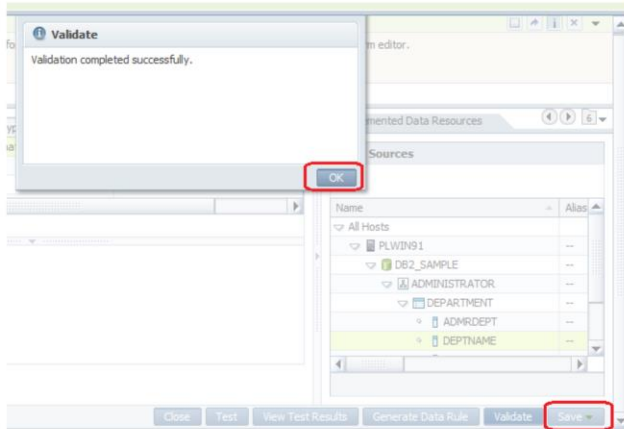 Validate
Validation completed successfully.
OK
m editor.
mented Data Resources
6
Sources
Name
Alias
All Hosts
PLWIN91
--
DB2_SAMPLE
--
ADMINISTRATOR
--
DEPARTMENT
--
ADMRDEPT
--
DEPTNAME
--
Close
Test
View Test Results
Generate Data Rule
Validate
Save